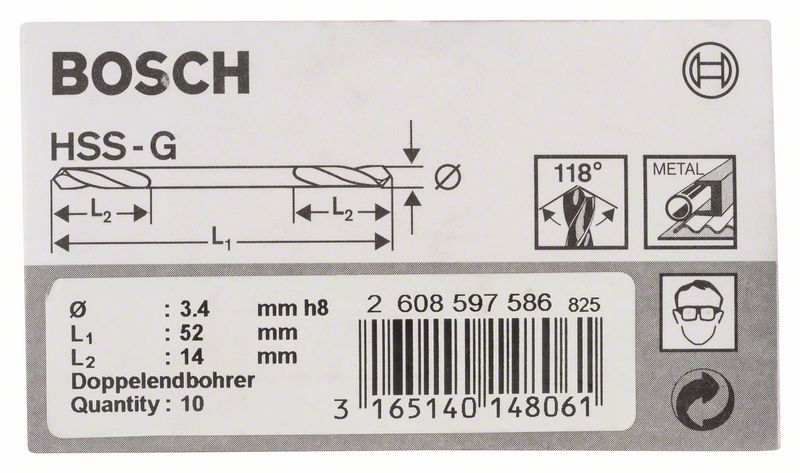 BOSCH
HSS-G
118°
METAL
Ø
L₂
L₂
L₁
Ø : 3.4 mm h8
L₁ : 52 mm
L₂ : 14 mm
Doppelendbohrer
Quantity : 10
2 608 597 586 825
3 165140 148061